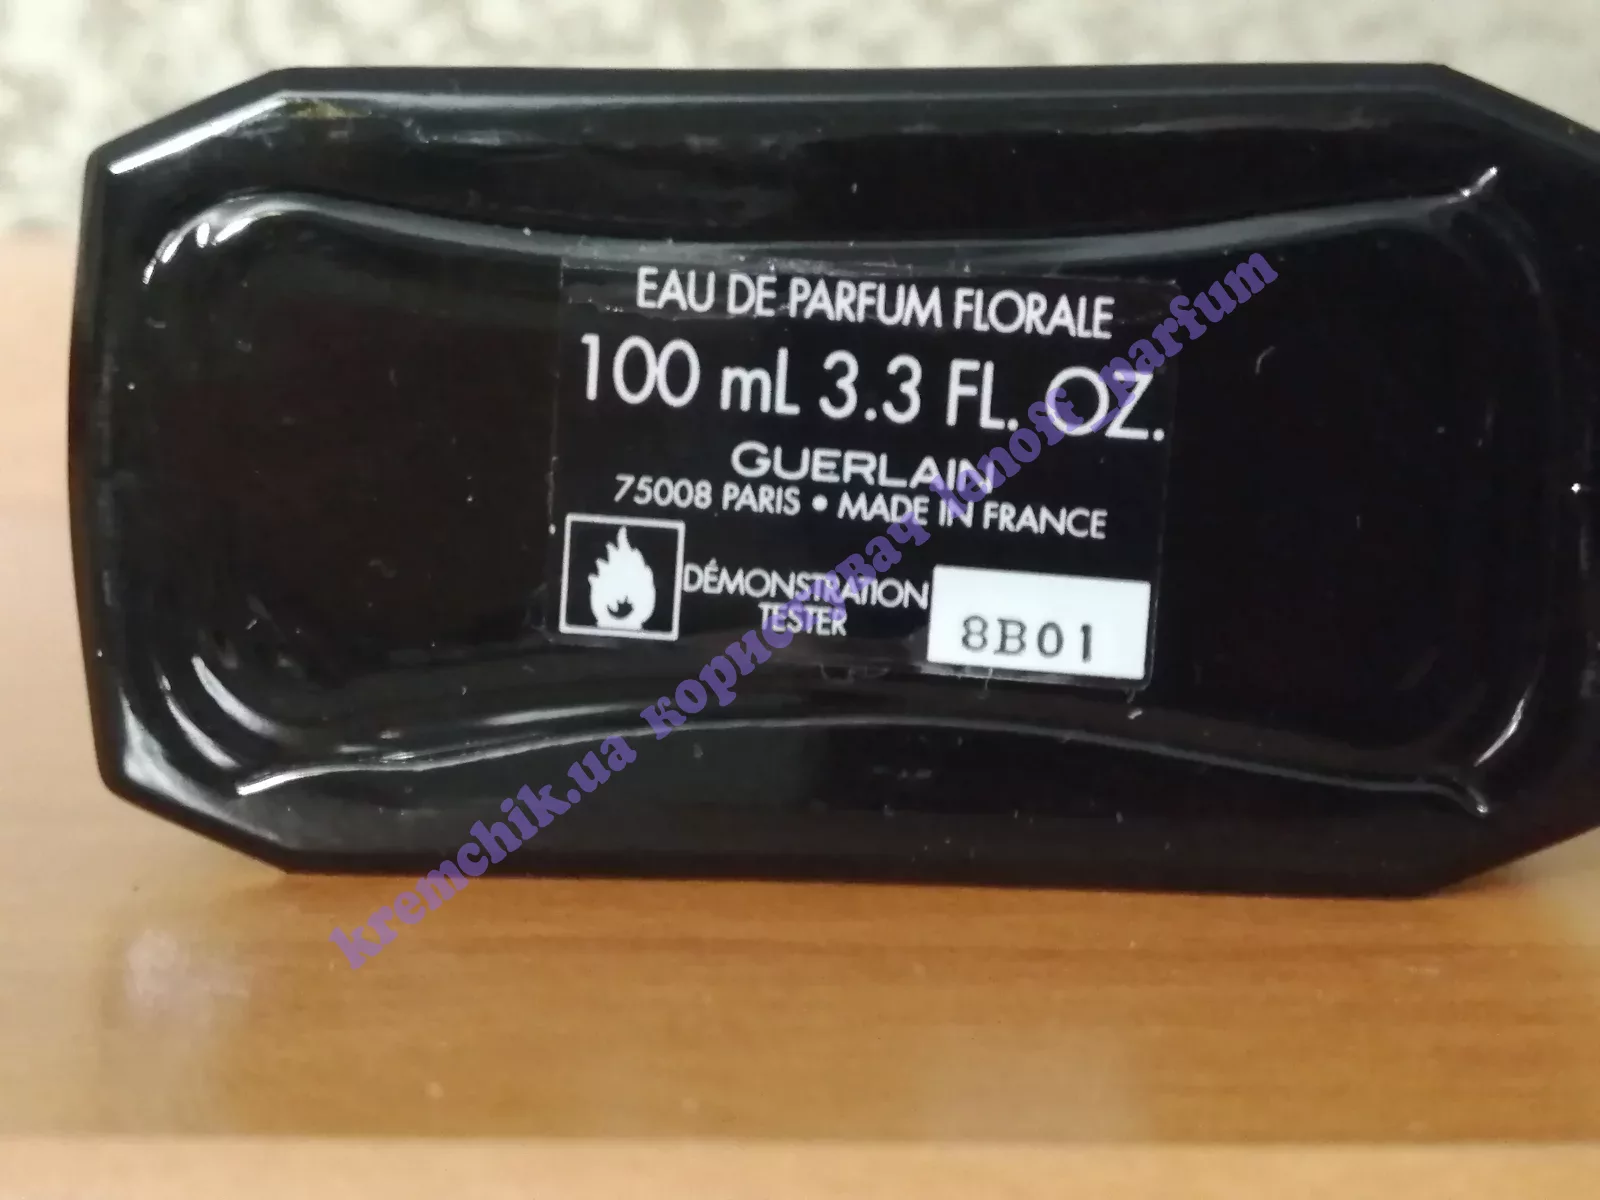 EAU DE PARFUM FLORALE
100 mL 3.3 FL. OZ.
GUERLAIN
75008 PARIS • MADE IN FRANCE
DÉMONSTRATION
TESTER
8B01
kremchik.ua користувач lenoff_parfum